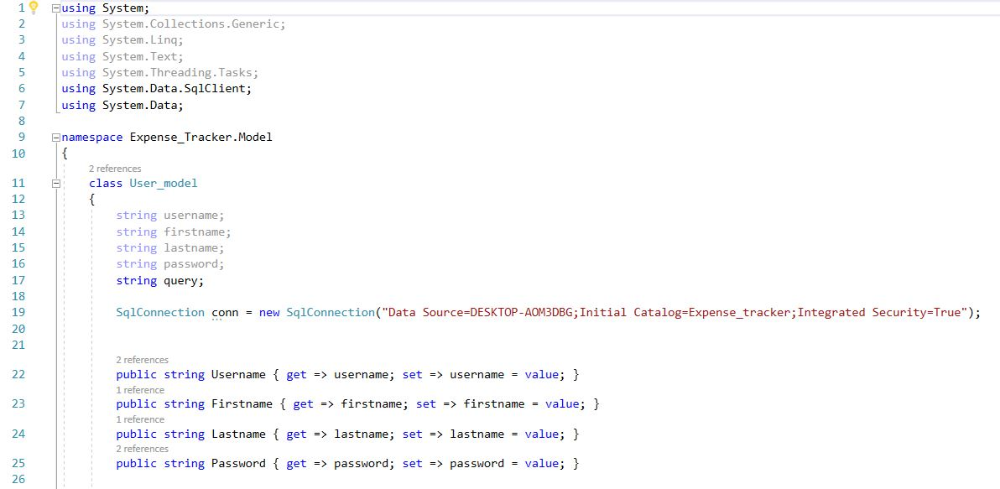 1 using System;
2 using System.Collections.Generic;
3 using System.Linq;
4 using System.Text;
5 using System.Threading.Tasks;
6 using System.Data.SqlClient;
7 using System.Data;
8
9 namespace Expense_Tracker.Model
10 {
2 references
11 class User_model
12 {
13 string username;
14 string firstname;
15 string lastname;
16 string password;
17 string query;
18
19 SqlConnection conn = new SqlConnection("Data Source=DESKTOP-AOM3DBG;Initial Catalog=Expense_tracker;Integrated Security=True");
20
21
2 references
22 public string Username { get => username; set => username = value; }
1 reference
23 public string Firstname { get => firstname; set => firstname = value; }
1 reference
24 public string Lastname { get => lastname; set => lastname = value; }
2 references
25 public string Password { get => password; set => password = value; }
26